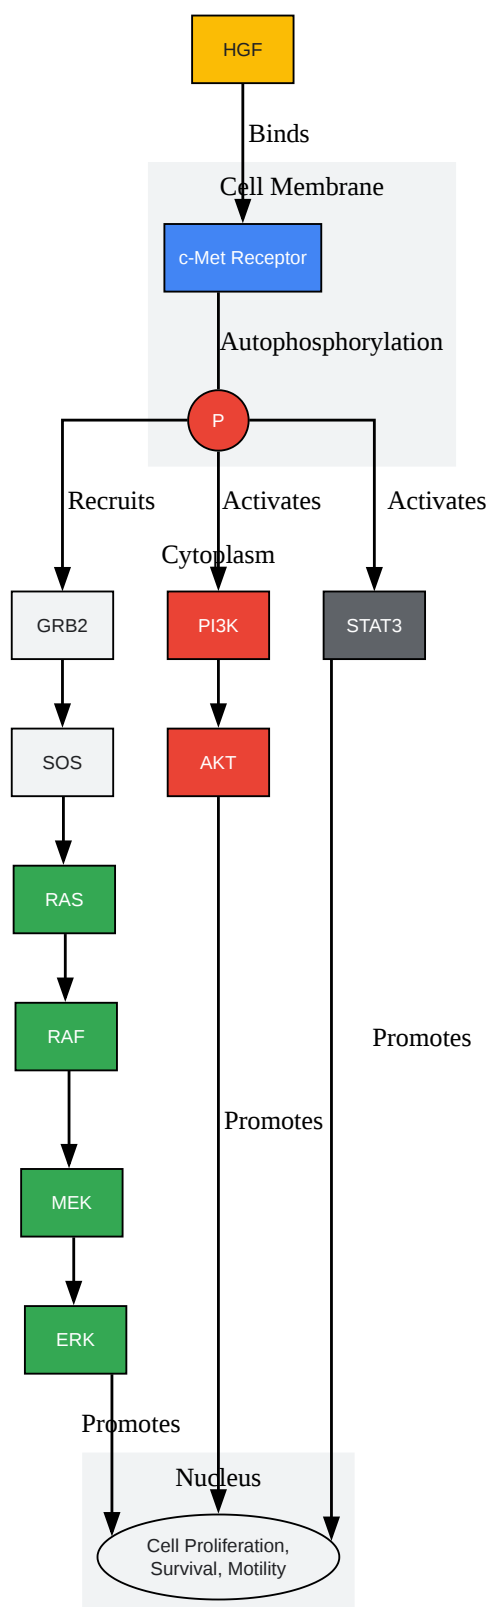 HGF
Binds
Cell Membrane
c-Met Receptor
Autophosphorylation
P
Recruits
Activates
Activates
Cytoplasm
GRB2
PI3K
STAT3
SOS
AKT
RAS
RAF
Promotes
Promotes
MEK
ERK
Promotes
Nucleus
Cell Proliferation,
Survival, Motility